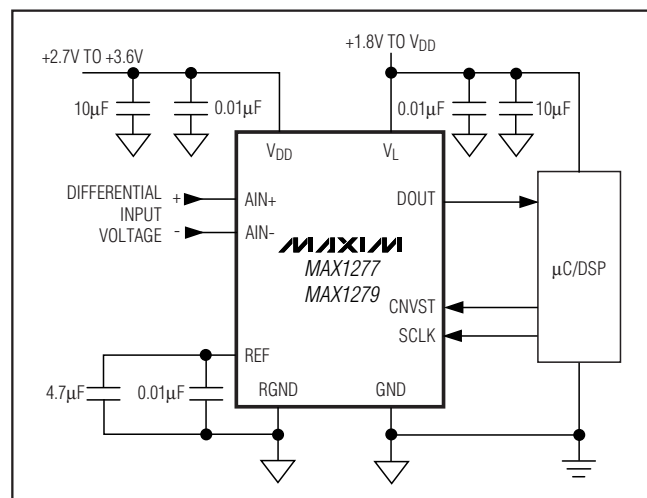 +1.8V TO VDD
+2.7V TO +3.6V
10µF
0.01µF
0.01µF
10µF
VDD
VL
DIFFERENTIAL
INPUT
VOLTAGE
+
-
AIN+
AIN-
DOUT
MAXIM
MAX1277
MAX1279
µC/DSP
CNVST
SCLK
REF
4.7µF
0.01µF
RGND
GND